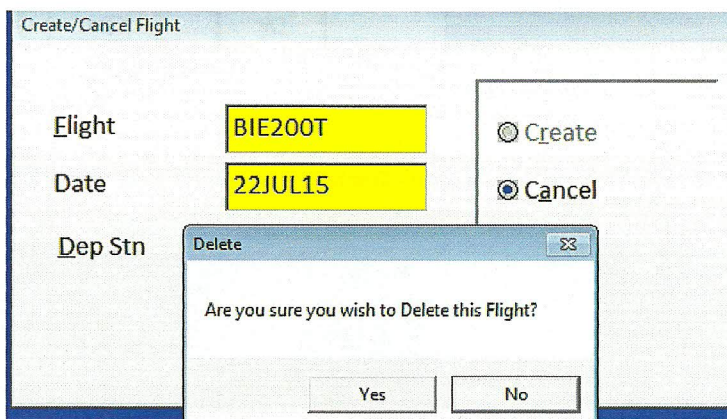 Create/Cancel Flight
Flight BIE200T
Create
Date 22JUL15
Cancel
Dep Stn
Delete
Are you sure you wish to Delete this Flight?
Yes No